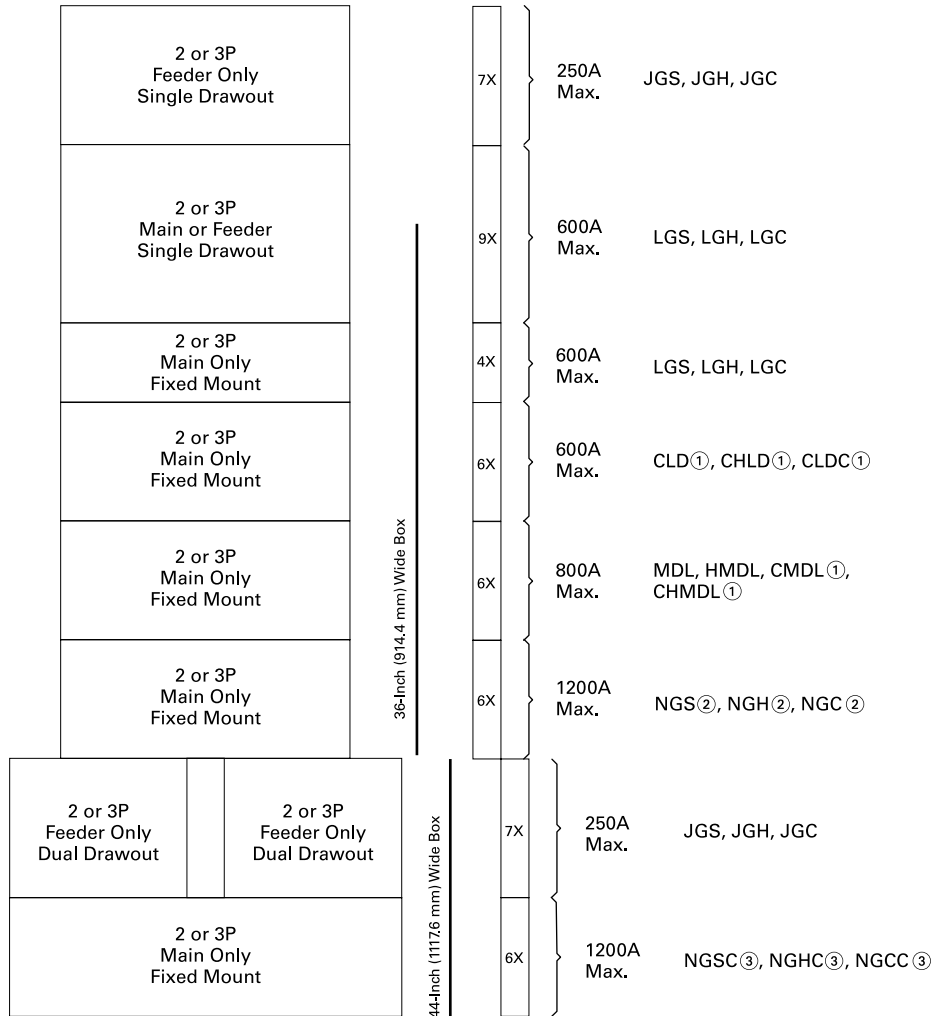 2 or 3P
Feeder Only
Single Drawout
7X
250A
Max.
JGS, JGH, JGC
2 or 3P
Main or Feeder
Single Drawout
9X
600A
Max.
LGS, LGH, LGC
2 or 3P
Main Only
Fixed Mount
4X
600A
Max.
LGS, LGH, LGC
2 or 3P
Main Only
Fixed Mount
6X
600A
Max.
CLD①, CHLD①, CLDC①
2 or 3P
Main Only
Fixed Mount
6X
800A
Max.
MDL, HMDL, CMDL①,
CHMDL①
2 or 3P
Main Only
Fixed Mount
6X
1200A
Max.
NGS②, NGH②, NGC②
36-Inch (914.4 mm) Wide Box
2 or 3P
Feeder Only
Dual Drawout
2 or 3P
Feeder Only
Dual Drawout
7X
250A
Max.
JGS, JGH, JGC
2 or 3P
Main Only
Fixed Mount
6X
1200A
Max.
NGSC③, NGHC③, NGCC③
44-Inch (1117.6 mm) Wide Box